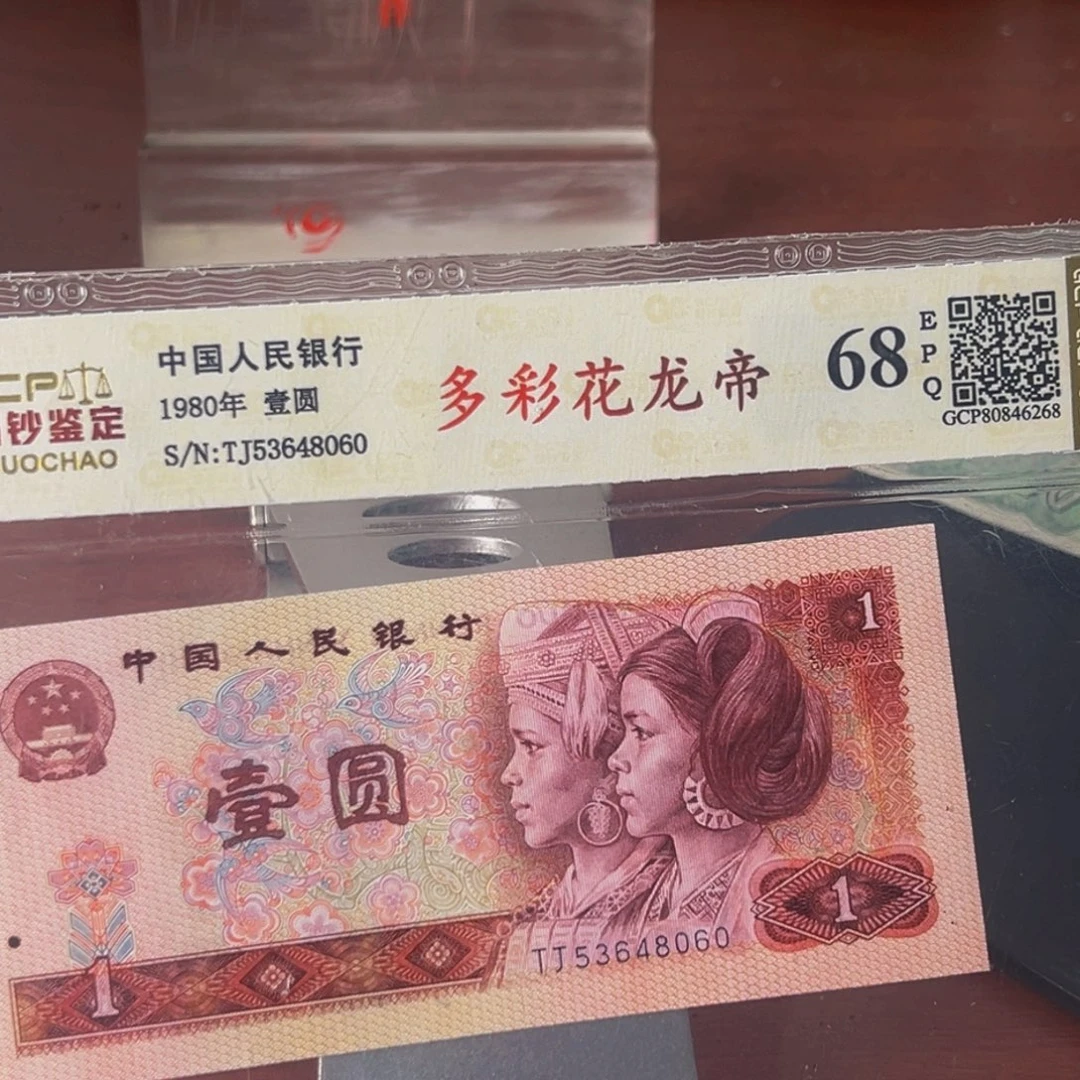 CP
钞鉴定
UOCHAO
中国人民银行
1980年 壹圆
S/N:TJ53648060
多彩花龙帝
68
EPQ
GCP80846268
中国人民银行
1
壹圆
1
TJ53648060
1